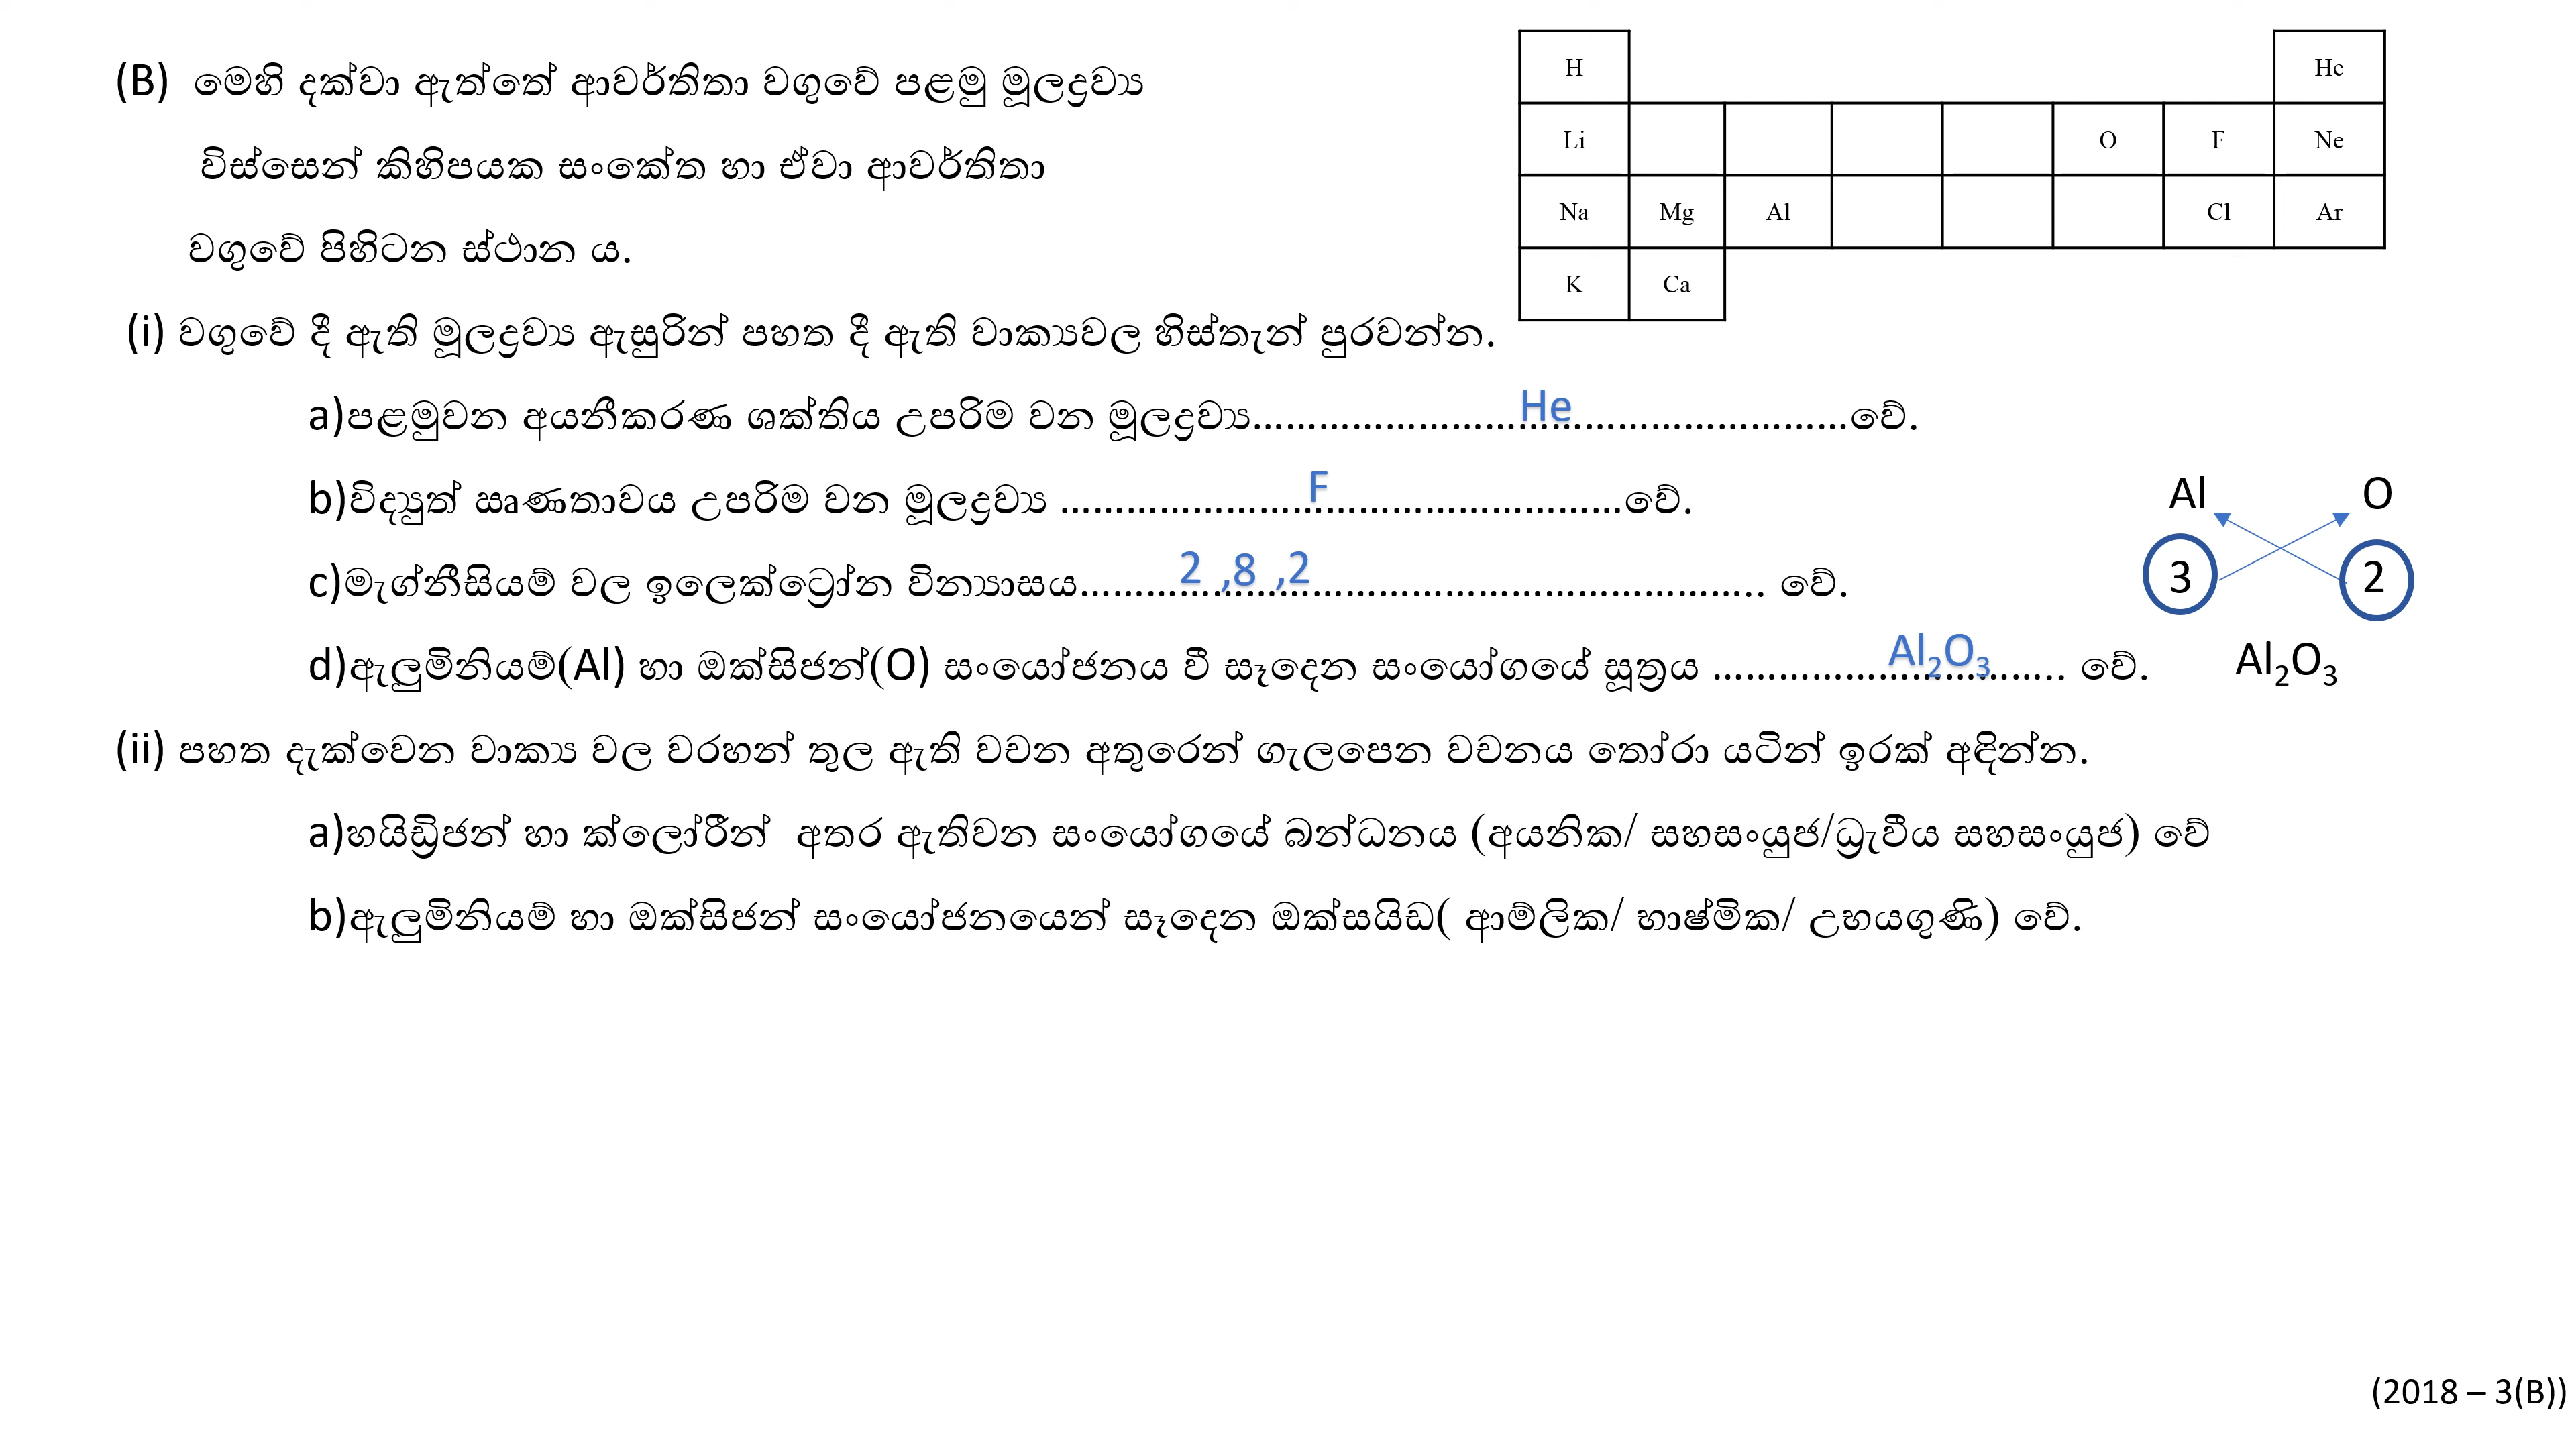 (B) මෙහි දක්වා ඇත්තේ ආවර්තිතා වගුවේ පළමු මූලද්‍රව්‍ය
විස්සෙන් කිහිපයක සංකේත හා ඒවා ආවර්තිතා
වගුවේ පිහිටන ස්ථාන ය.
H He
Li O F Ne
Na Mg Al Cl Ar
K Ca
(i) වගුවේ දී ඇති මූලද්‍රව්‍ය ඇසුරින් පහත දී ඇති වාක්‍යවල හිස්තැන් පුරවන්න.
a)පළමුවන අයනීකරණ ශක්තිය උපරිම වන මූලද්‍රව්‍ය......................He......................වේ.
b)විද්‍යුත් ඍණතාවය උපරිම වන මූලද්‍රව්‍ය ......................F......................වේ.
c)මැග්නීසියම් වල ඉලෙක්ට්‍රෝන වින්‍යාසය..........2 ,8 ,2.................................. වේ.
d)ඇලුමිනියම්(Al) හා ඔක්සිජන්(O) සංයෝජනය වී සෑදෙන සංයෝගයේ සූත්‍රය ................Al₂O₃........ වේ.
Al O
3 2
Al₂O₃
(ii) පහත දැක්වෙන වාක්‍ය වල වරහන් තුල ඇති වචන අතුරෙන් ගැලපෙන වචනය තෝරා යටින් ඉරක් අඳින්න.
a)හයිඩ්‍රිජන් හා ක්ලෝරීන් අතර ඇතිවන සංයෝගයේ බන්ධනය (අයනික/ සහසංයුජ/ධ්‍රැවීය සහසංයුජ) වේ
b)ඇලුමිනියම් හා ඔක්සිජන් සංයෝජනයෙන් සෑදෙන ඔක්සයිඩ( ආම්ලික/ භාෂ්මික/ උභයගුණි) වේ.
(2018 – 3(B))